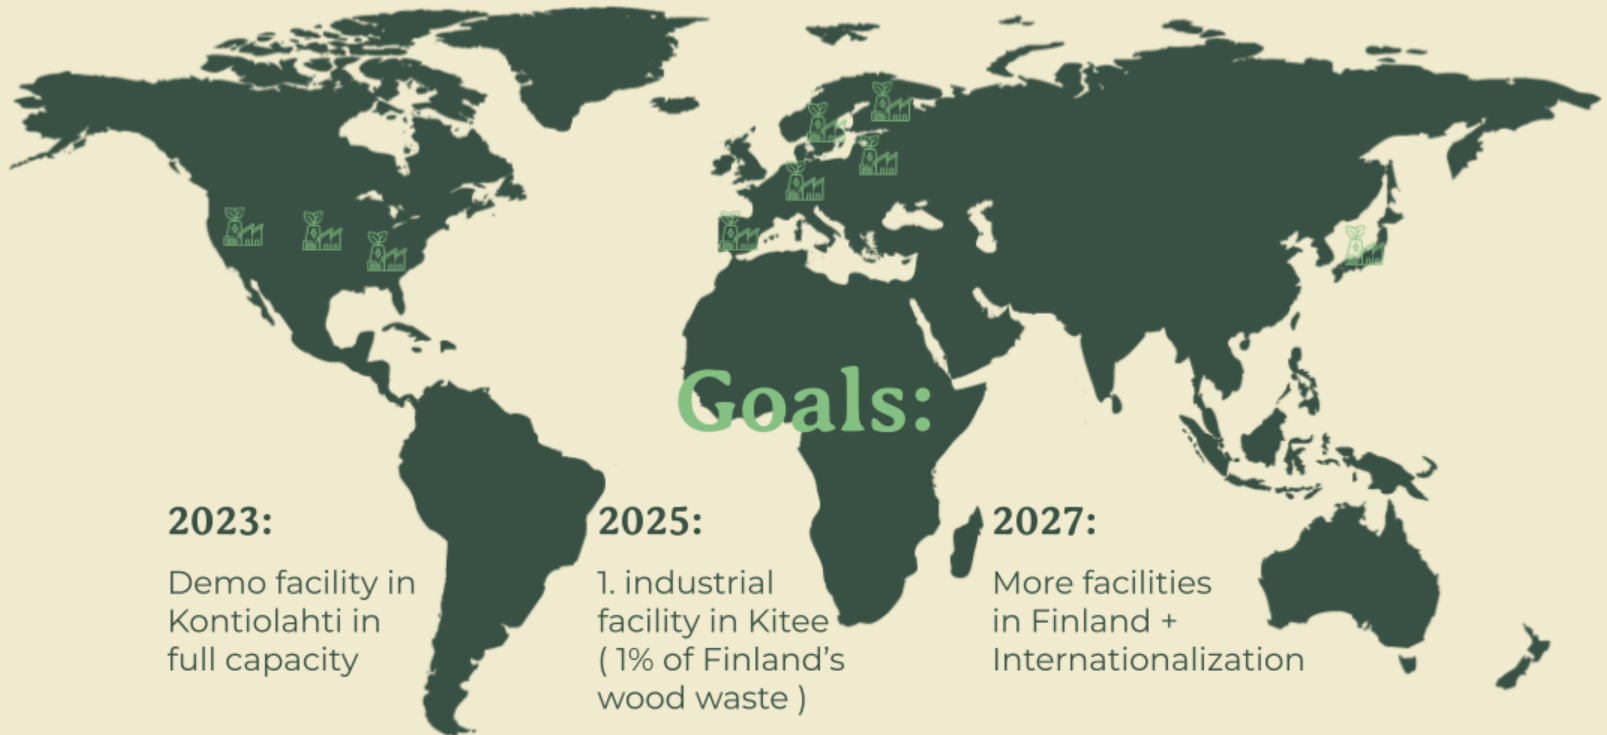 Goals:
2023:
Demo facility in
Kontiolahti in
full capacity
2025:
1. industrial
facility in Kitee
( 1% of Finland's
wood waste )
2027:
More facilities
in Finland +
Internationalization